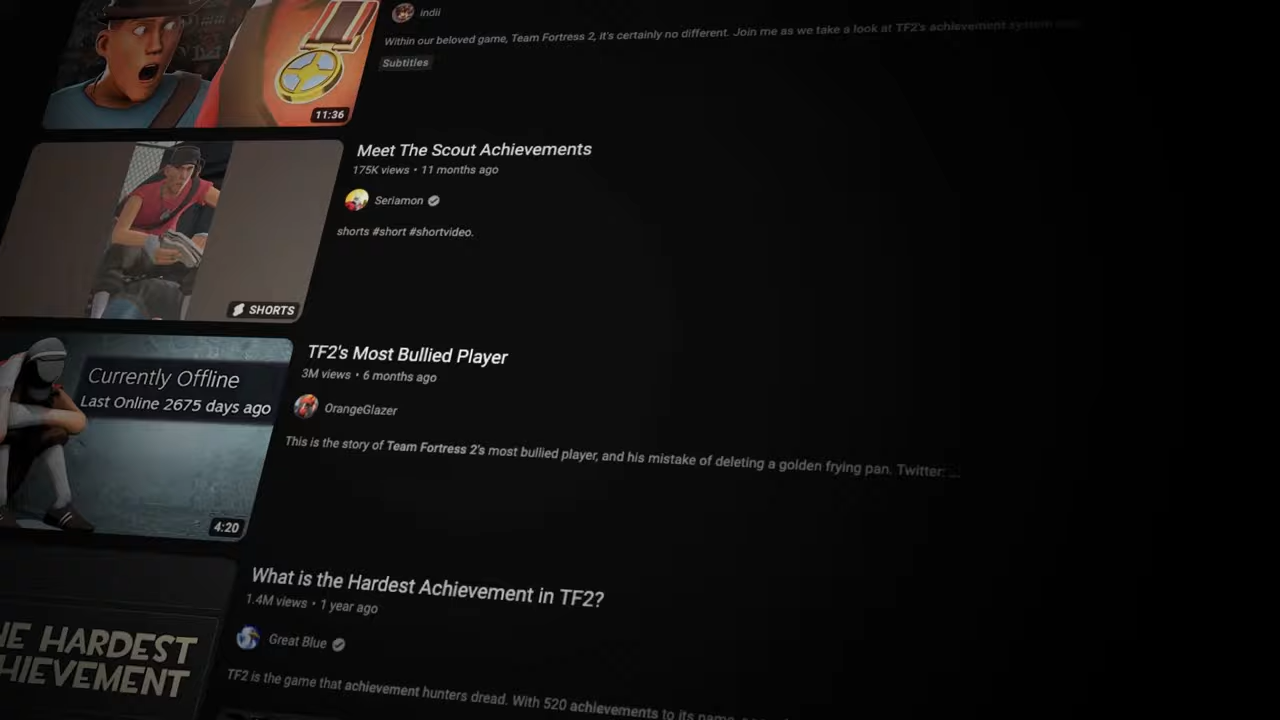 indii
Within our beloved game, Team Fortress 2, it's certainly no different. Join me as we take a look at TF2's achievement system
Subtitles
11:36
Meet The Scout Achievements
175K views • 11 months ago
Seriamon
shorts #short #shortvideo.
SHORTS
TF2's Most Bullied Player
3M views • 6 months ago
Currently Offline
Last Online 2675 days ago
OrangeGlazer
This is the story of Team Fortress 2's most bullied player, and his mistake of deleting a golden frying pan. Twitter: ...
4:20
What is the Hardest Achievement in TF2?
1.4M views • 1 year ago
Great Blue
HARDEST
TF2 is the game that achievement hunters dread. With 520 achievements to its name,